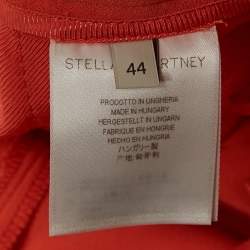 44
STELLA McCARTNEY
PRODOTTO IN UNGHERIA
MADE IN HUNGARY
HERGESTELLT IN UNGARN
FABRIQUE EN HONGRIE
HECHO EN HUNGRIA
ハンガリー製
产地:匈牙利